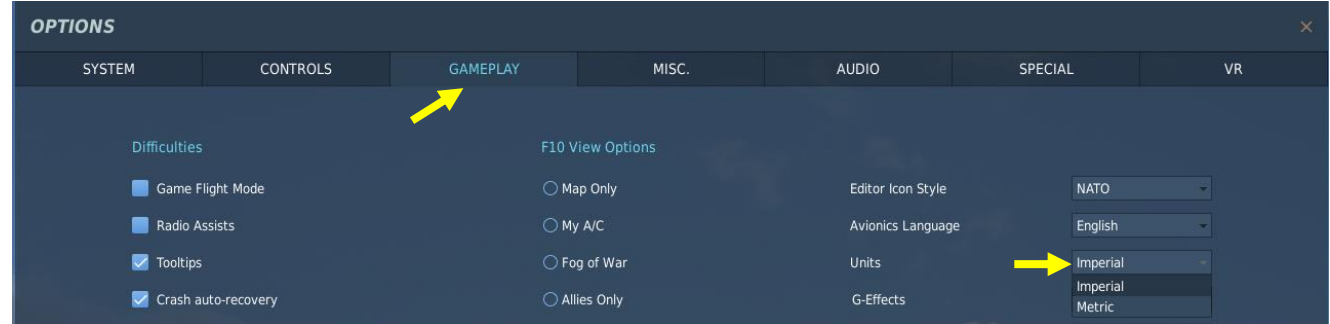 OPTIONS
SYSTEM CONTROLS GAMEPLAY MISC. AUDIO SPECIAL VR
Difficulties F10 View Options
Game Flight Mode Map Only Editor Icon Style NATO
Radio Assists My A/C Avionics Language English
Tooltips Fog of War Units Imperial
Imperial
Crash auto-recovery Allies Only G-Effects
Metric